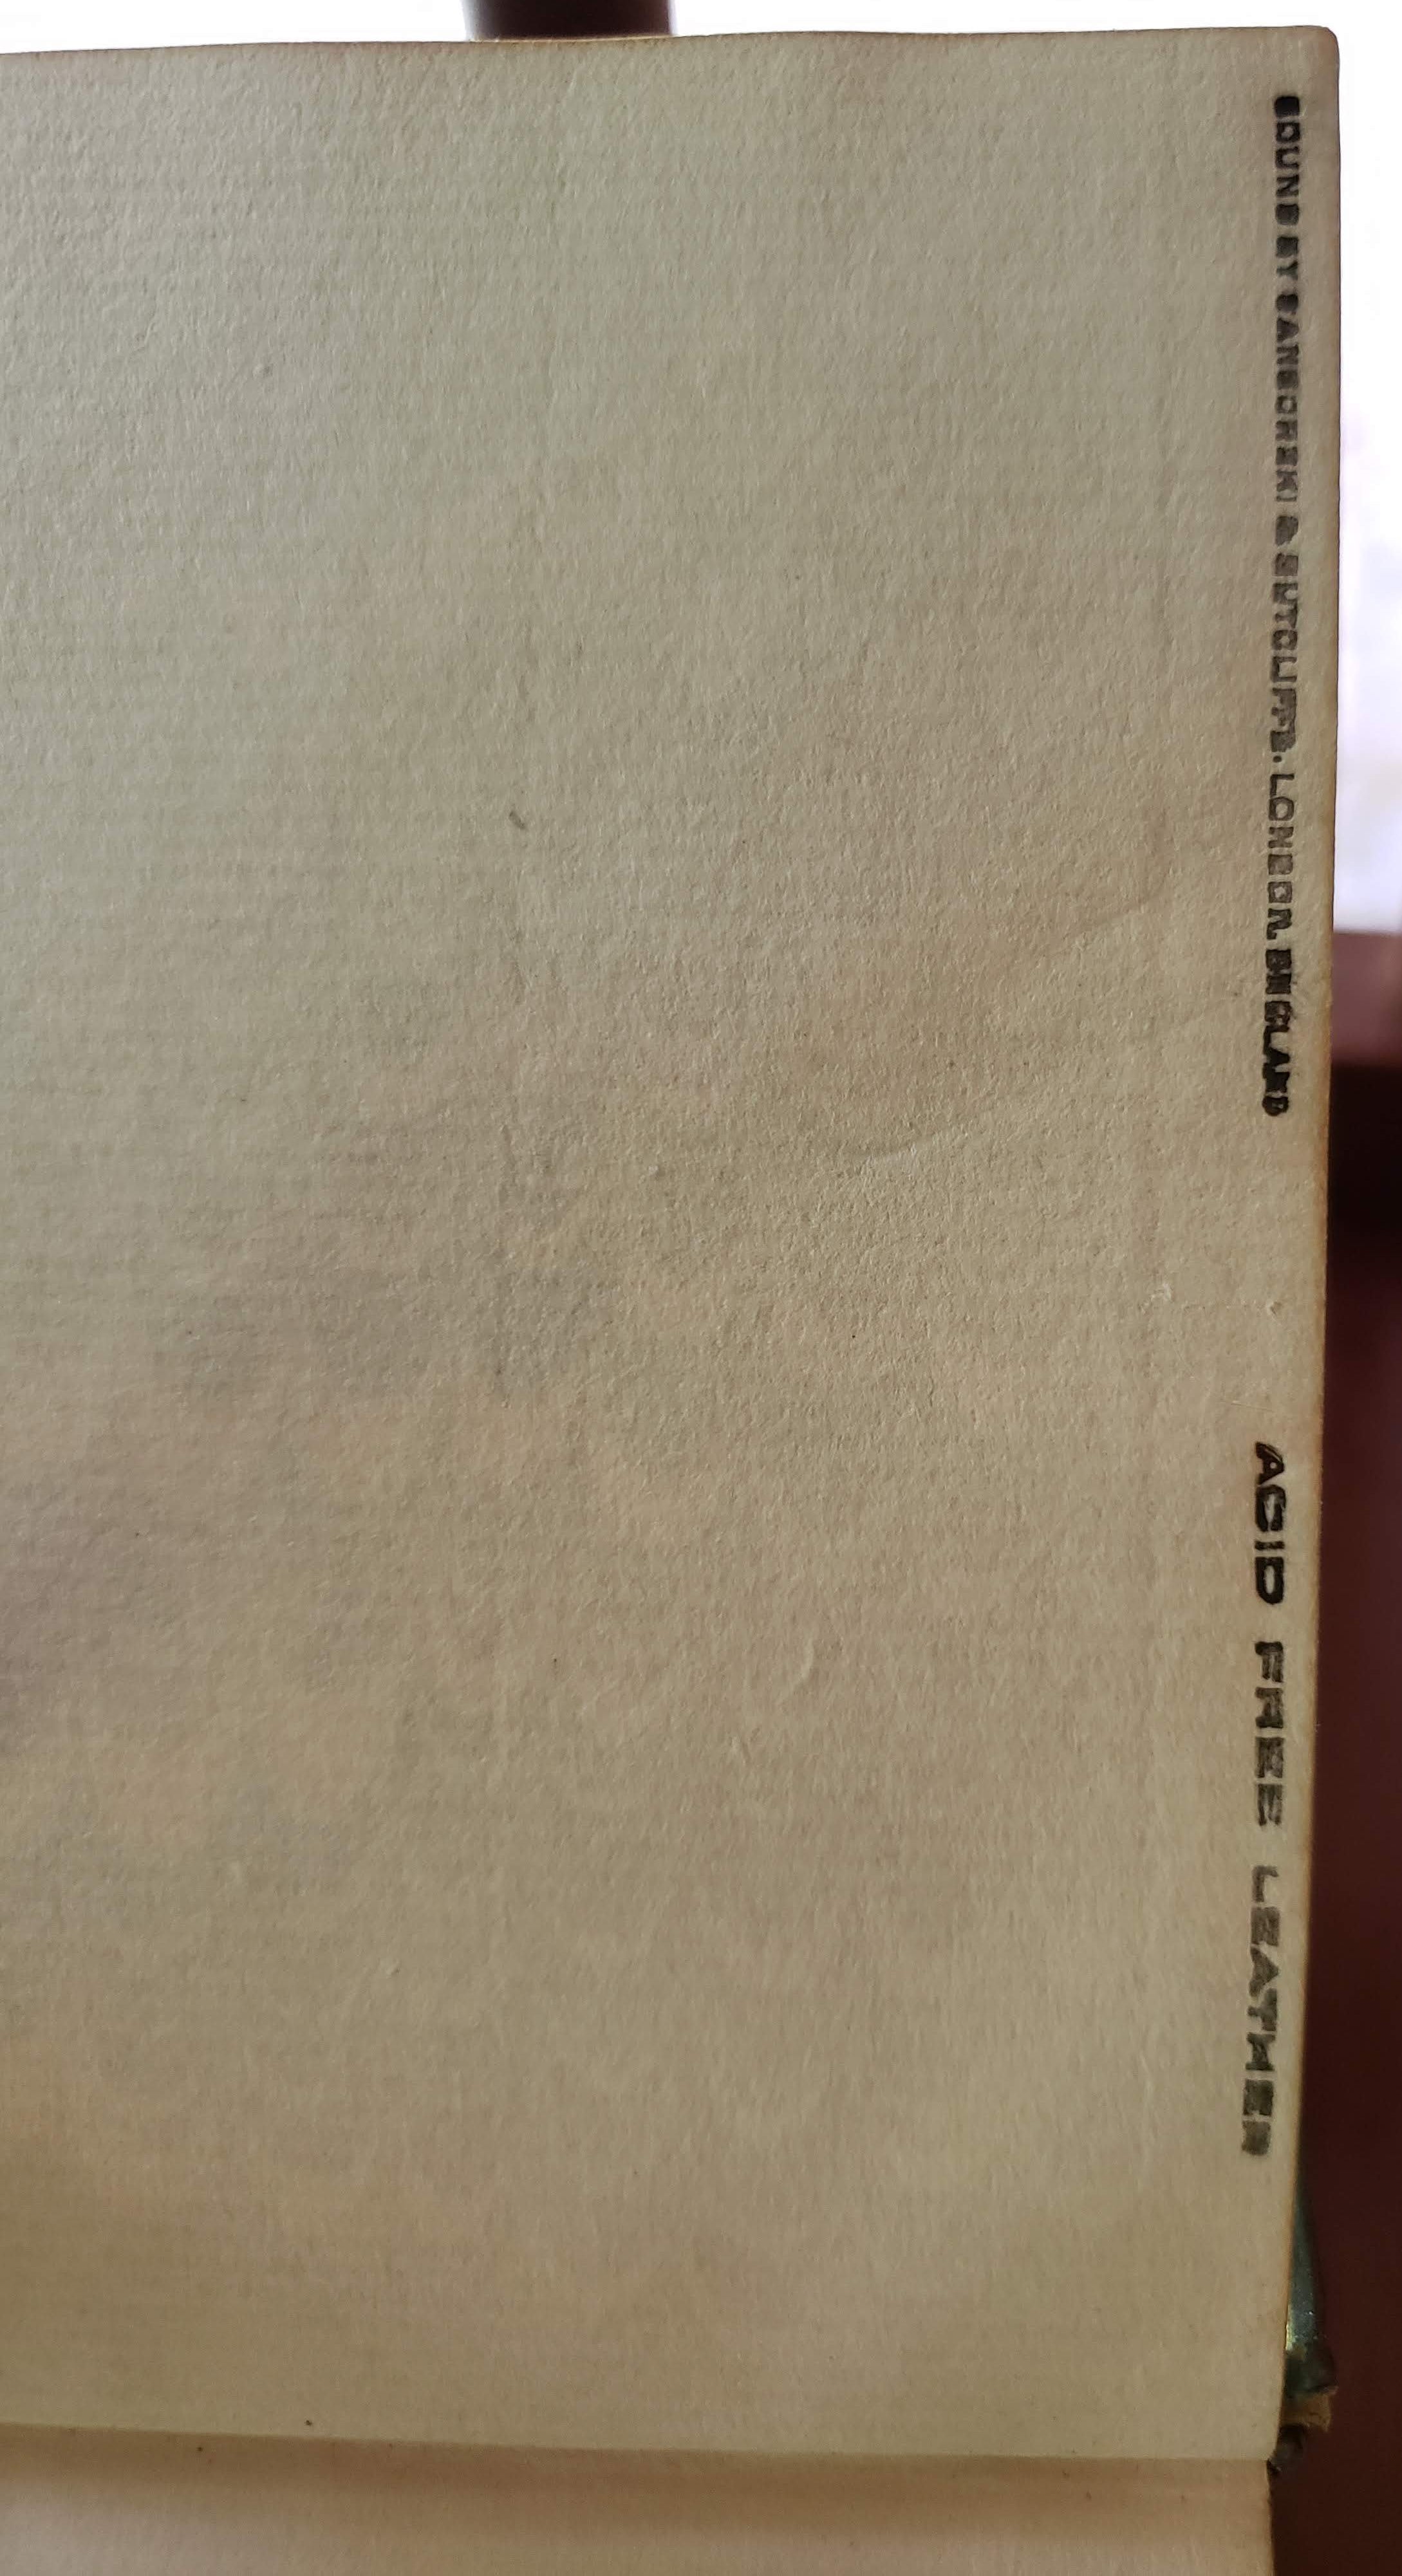 BOUND BY SANGORSKI & SUTCLIFFE, LONDON, ENGLAND
ACID FREE LEATHER